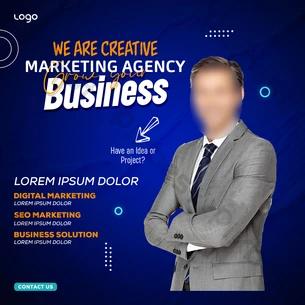 Logo
WE ARE CREATIVE
MARKETING AGENCY
Grow your
Business
Have an Idea or
Project?
LOREM IPSUM DOLOR
DIGITAL MARKETING
LOREM IPSUM DOLOR
SEO MARKETING
LOREM IPSUM DOLOR
BUSINESS SOLUTION
LOREM IPSUM DOLOR
CONTACT US